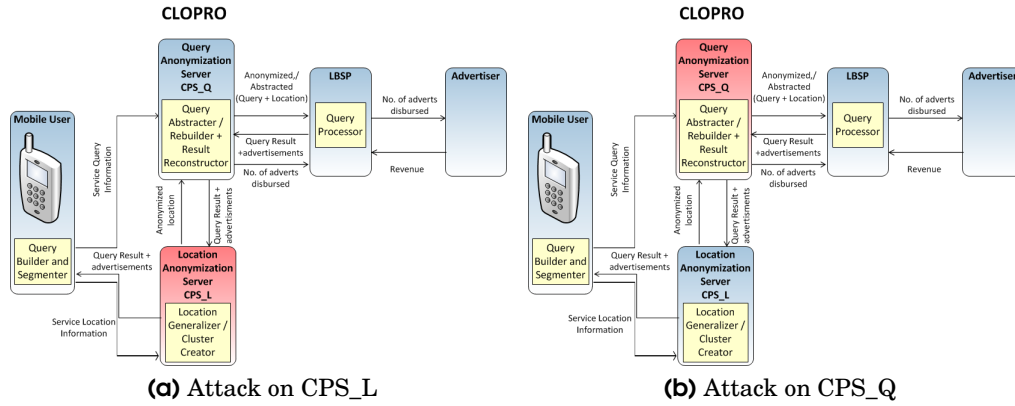 CLOPRO
Query
Anonymization
Server
CPS_Q
Query
Abstracter /
Rebuilder +
Result
Reconstructor
Anonymized,/
Abstracted
(Query + Location)
Query Result
+advertisements
No. of adverts
disbursed
LBSP
Query
Processor
No. of adverts
disbursed
Revenue
Advertiser
Mobile User
Query
Builder and
Segmenter
Service Query
Information
Anonymized
location
Query Result +
advertisments
Query Result +
advertisements
Service Location
Information
Location
Anonymization
Server
CPS_L
Location
Generalizer /
Cluster
Creator
(a) Attack on CPS_L
CLOPRO
Query
Anonymization
Server
CPS_Q
Query
Abstracter /
Rebuilder +
Result
Reconstructor
Anonymized,/
Abstracted
(Query + Location)
Query Result
+advertisements
No. of adverts
disbursed
LBSP
Query
Processor
No. of adverts
disbursed
Revenue
Advertiser
Mobile User
Query
Builder and
Segmenter
Service Query
Information
Anonymized
location
Query Result +
advertisments
Query Result +
advertisements
Service Location
Information
Location
Anonymization
Server
CPS_L
Location
Generalizer /
Cluster
Creator
(b) Attack on CPS_Q